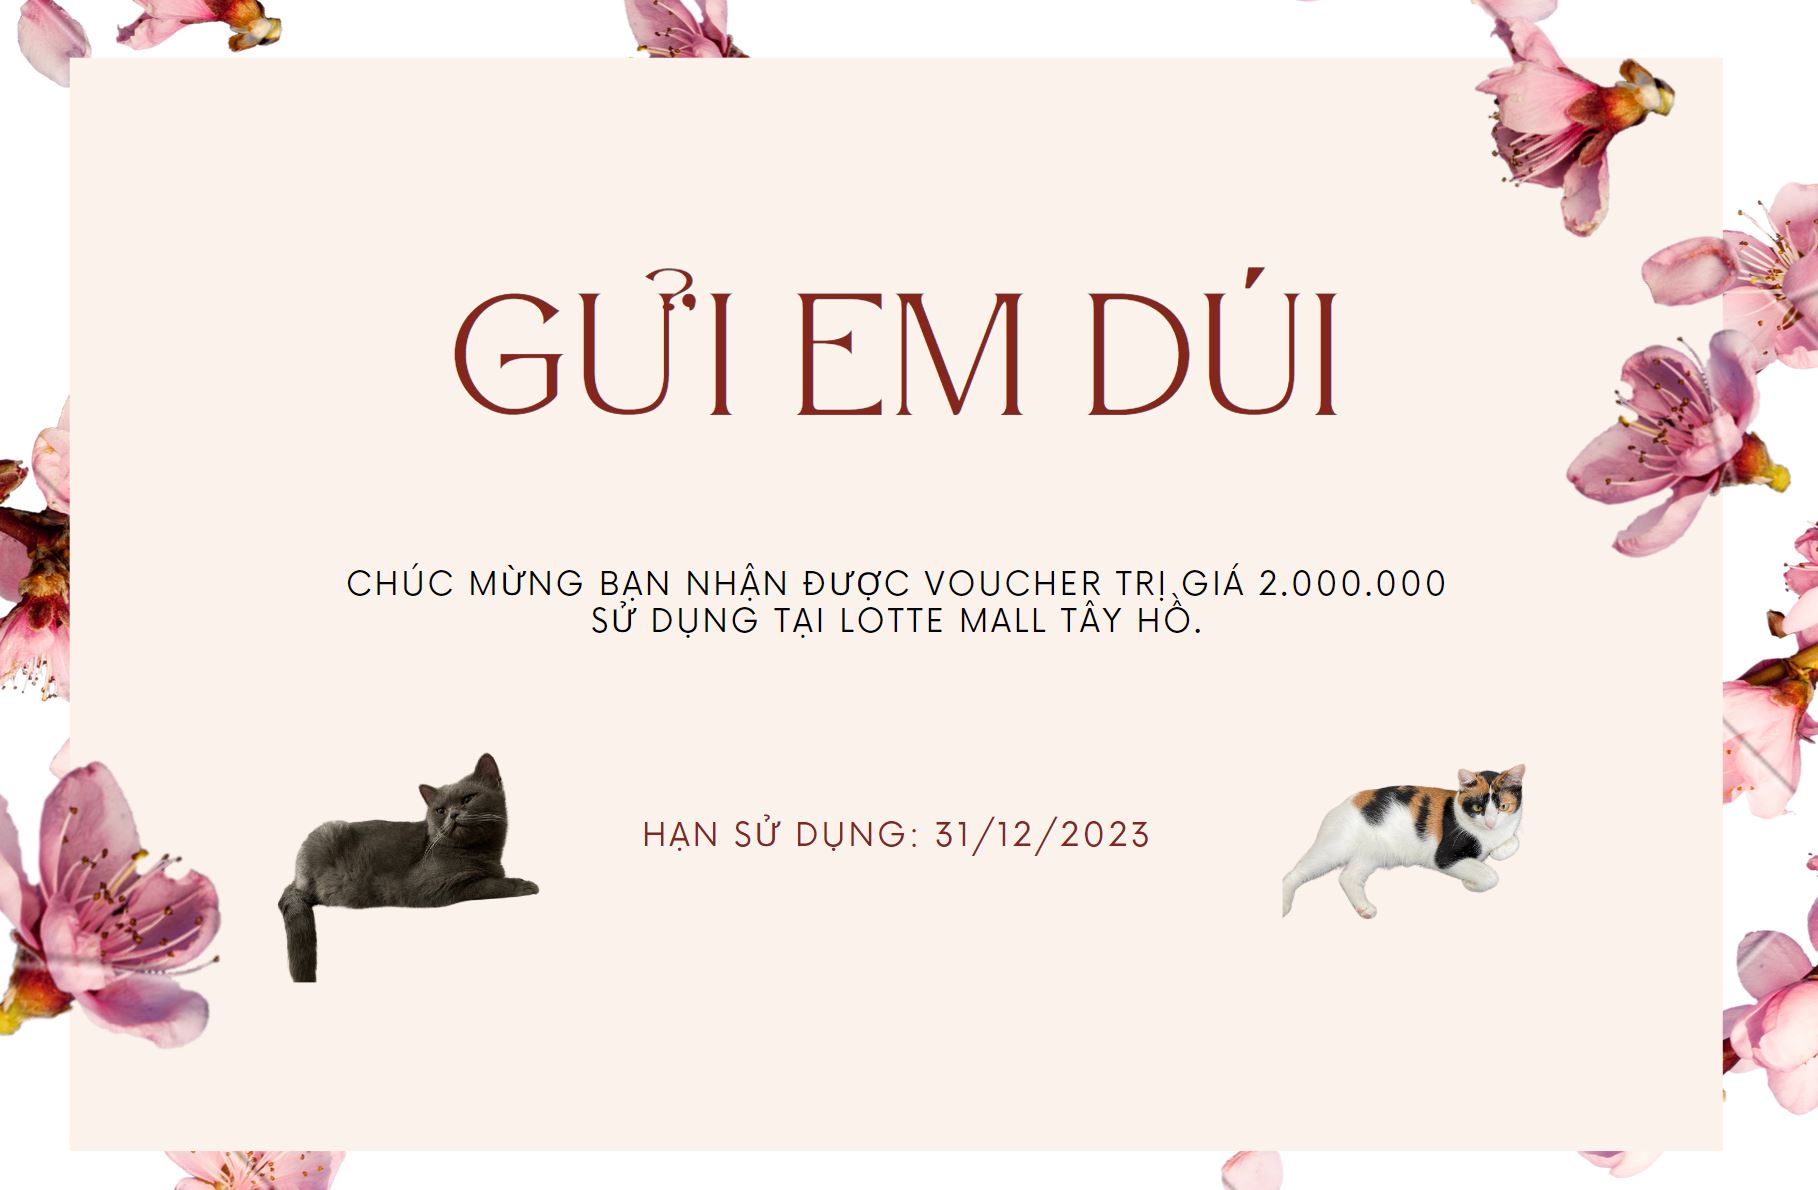 GỬI EM DÚI
CHÚC MỪNG BẠN NHẬN ĐƯỢC VOUCHER TRỊ GIÁ 2.000.000
SỬ DỤNG TẠI LOTTE MALL TÂY HỒ.
HẠN SỬ DỤNG: 31/12/2023